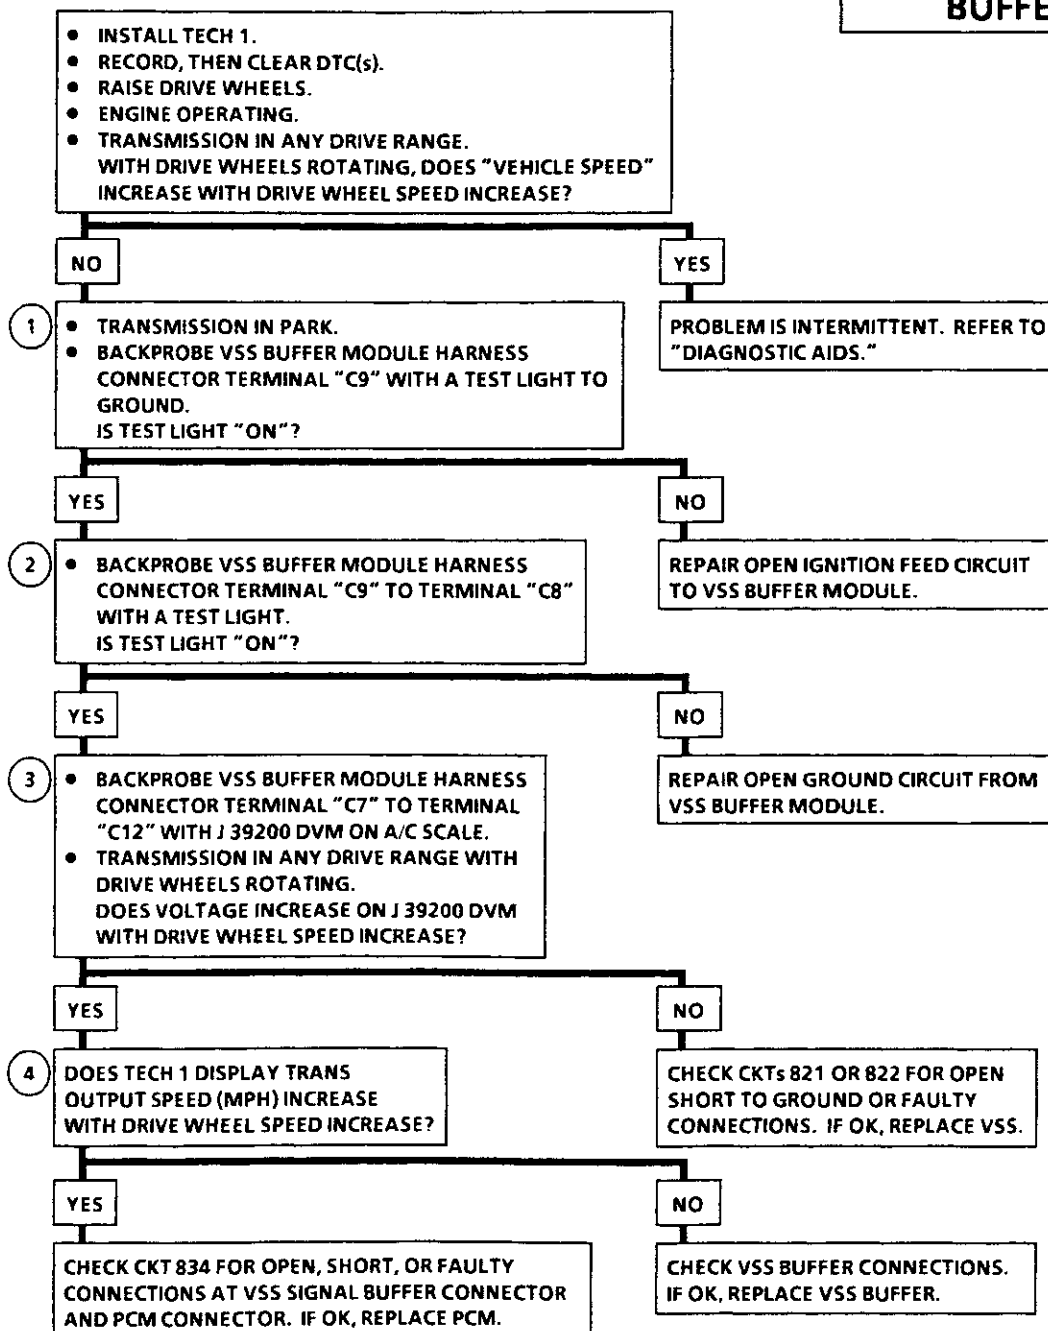 BUFFE
• INSTALL TECH 1.
• RECORD, THEN CLEAR DTC(s).
• RAISE DRIVE WHEELS.
• ENGINE OPERATING.
• TRANSMISSION IN ANY DRIVE RANGE.
WITH DRIVE WHEELS ROTATING, DOES "VEHICLE SPEED"
INCREASE WITH DRIVE WHEEL SPEED INCREASE?
NO
YES
1
• TRANSMISSION IN PARK.
• BACKPROBE VSS BUFFER MODULE HARNESS
CONNECTOR TERMINAL "C9" WITH A TEST LIGHT TO
GROUND.
IS TEST LIGHT "ON"?
PROBLEM IS INTERMITTENT. REFER TO
"DIAGNOSTIC AIDS."
YES
NO
2
• BACKPROBE VSS BUFFER MODULE HARNESS
CONNECTOR TERMINAL "C9" TO TERMINAL "C8"
WITH A TEST LIGHT.
IS TEST LIGHT "ON"?
REPAIR OPEN IGNITION FEED CIRCUIT
TO VSS BUFFER MODULE.
YES
NO
3
• BACKPROBE VSS BUFFER MODULE HARNESS
CONNECTOR TERMINAL "C7" TO TERMINAL
"C12" WITH J 39200 DVM ON A/C SCALE.
• TRANSMISSION IN ANY DRIVE RANGE WITH
DRIVE WHEELS ROTATING.
DOES VOLTAGE INCREASE ON J 39200 DVM
WITH DRIVE WHEEL SPEED INCREASE?
REPAIR OPEN GROUND CIRCUIT FROM
VSS BUFFER MODULE.
YES
NO
4
DOES TECH 1 DISPLAY TRANS
OUTPUT SPEED (MPH) INCREASE
WITH DRIVE WHEEL SPEED INCREASE?
CHECK CKTs 821 OR 822 FOR OPEN
SHORT TO GROUND OR FAULTY
CONNECTIONS. IF OK, REPLACE VSS.
YES
NO
CHECK CKT 834 FOR OPEN, SHORT, OR FAULTY
CONNECTIONS AT VSS SIGNAL BUFFER CONNECTOR
AND PCM CONNECTOR. IF OK, REPLACE PCM.
CHECK VSS BUFFER CONNECTIONS.
IF OK, REPLACE VSS BUFFER.